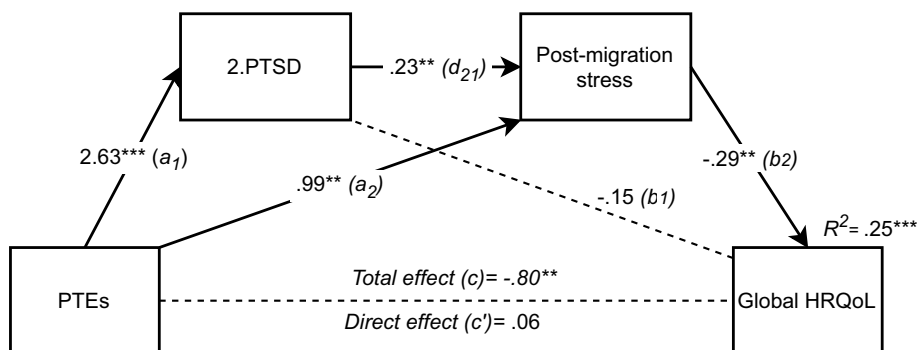 2.PTSD
.23** (d21)
Post-migration
stress
2.63*** (a1)
.99** (a2)
-.29** (b2)
-.15 (b1)
R2= .25***
PTEs
Total effect (c)= -.80**
Direct effect (c')= .06
Global HRQoL